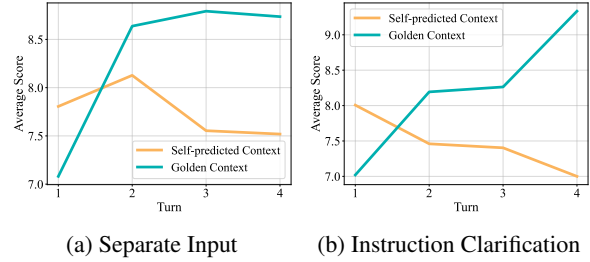 Average Score
8.5
8.0
7.5
7.0
1
2
3
4
Turn
Self-predicted Context
Golden Context
(a) Separate Input
Average Score
9.0
8.5
8.0
7.5
7.0
1
2
3
4
Turn
Self-predicted Context
Golden Context
(b) Instruction Clarification